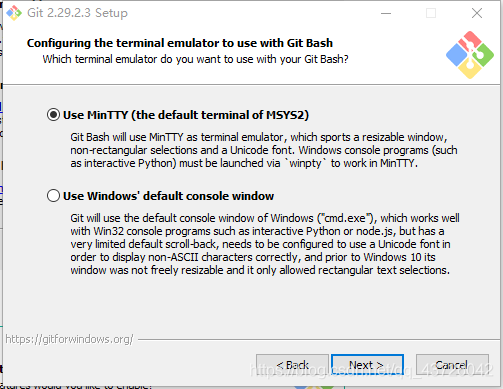 Git 2.29.2.3 Setup
Configuring the terminal emulator to use with Git Bash
Which terminal emulator do you want to use with your Git Bash?
Use MinTTY (the default terminal of MSYS2)
Git Bash will use MinTTY as terminal emulator, which sports a resizable window,
non-rectangular selections and a Unicode font. Windows console programs (such
as interactive Python) must be launched via `winpty` to work in MinTTY.
Use Windows' default console window
Git will use the default console window of Windows ("cmd.exe"), which works well
with Win32 console programs such as interactive Python or node.js, but has a
very limited default scroll-back, needs to be configured to use a Unicode font in
order to display non-ASCII characters correctly, and prior to Windows 10 its
window was not freely resizable and it only allowed rectangular text selections.
https://gitforwindows.org/
< Back
Next >
Cancel
would you like to enable?